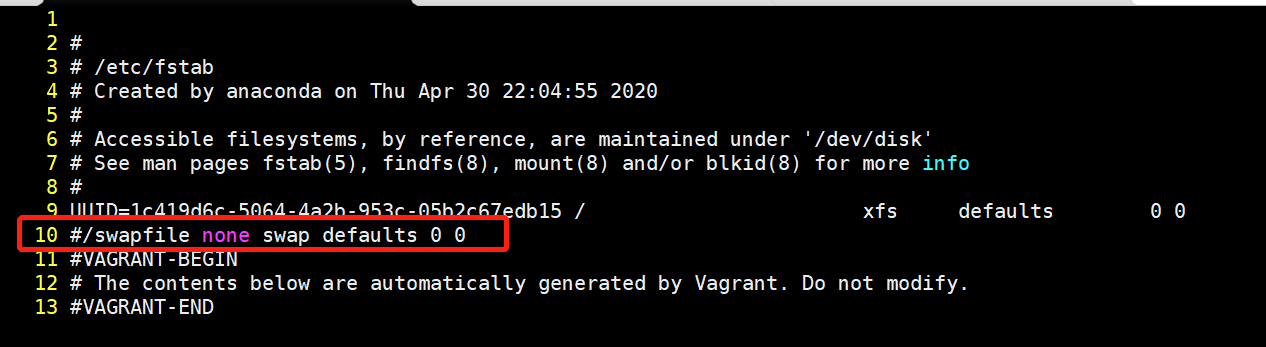 1
2 #
3 # /etc/fstab
4 # Created by anaconda on Thu Apr 30 22:04:55 2020
5 #
6 # Accessible filesystems, by reference, are maintained under '/dev/disk'
7 # See man pages fstab(5), findfs(8), mount(8) and/or blkid(8) for more info
8 #
9 UUID=1c419d6c-5064-4a2b-953c-05b2c67edb15 / xfs defaults 0 0
10 #/swapfile none swap defaults 0 0
11 #VAGRANT-BEGIN
12 # The contents below are automatically generated by Vagrant. Do not modify.
13 #VAGRANT-END